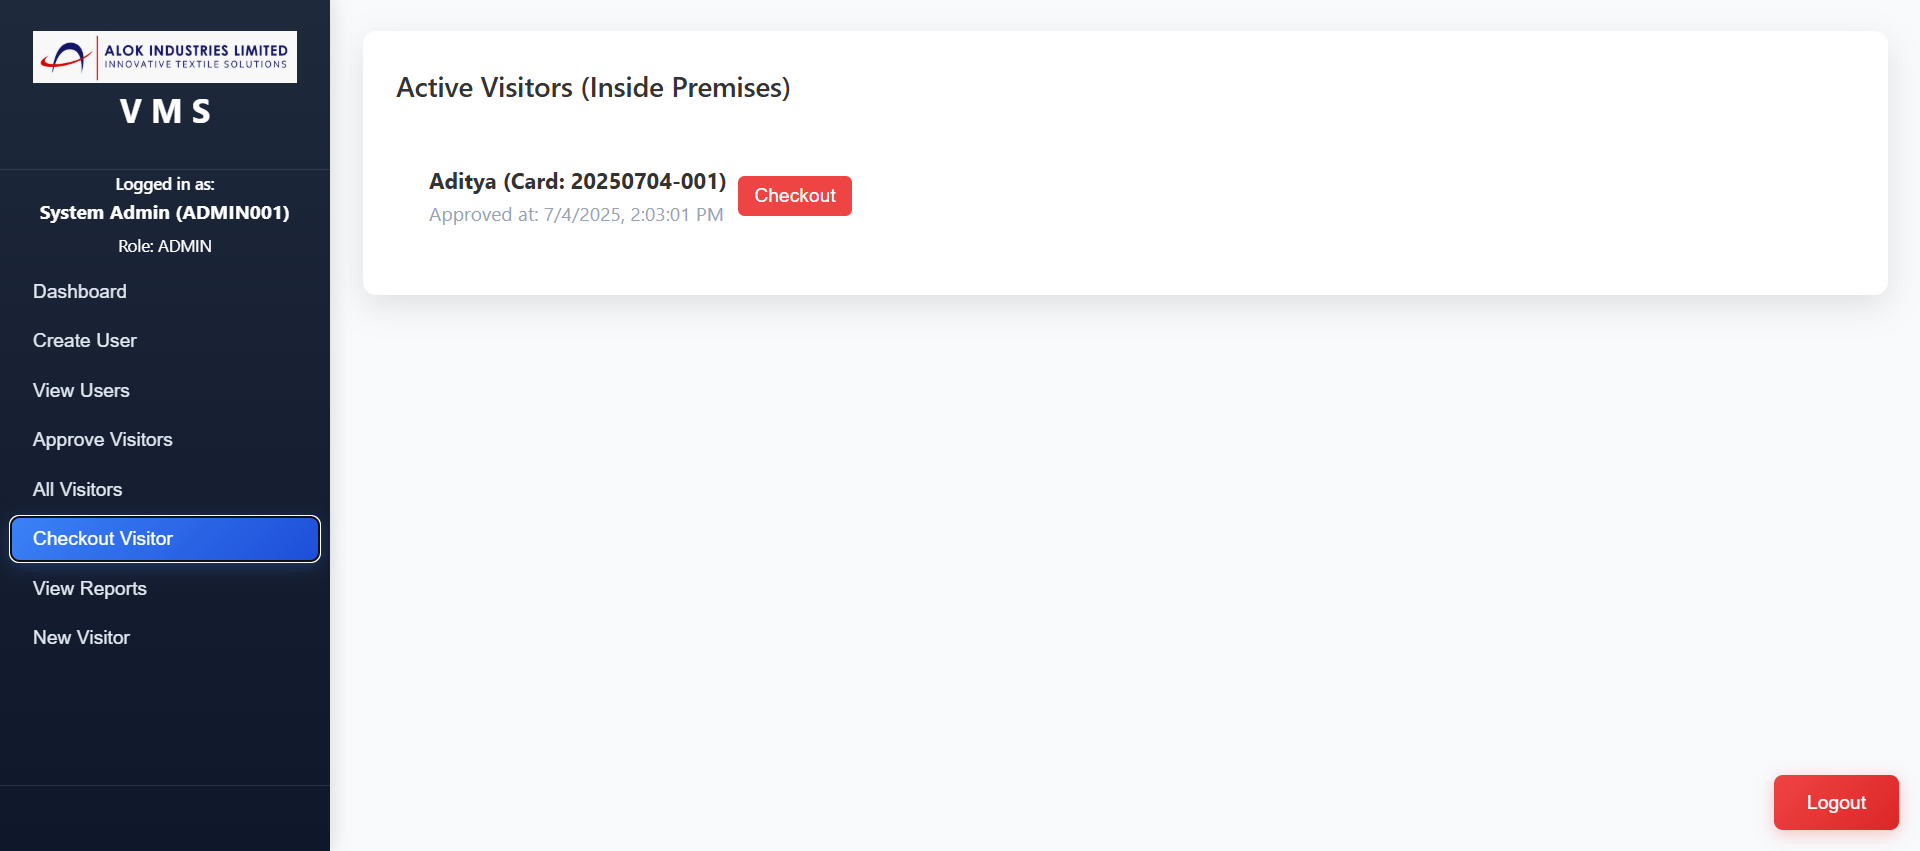 ALOK INDUSTRIES LIMITED
INNOVATIVE TEXTILE SOLUTIONS
VMS
Logged in as:
System Admin (ADMIN001)
Role: ADMIN
Dashboard
Create User
View Users
Approve Visitors
All Visitors
Checkout Visitor
View Reports
New Visitor
Active Visitors (Inside Premises)
Aditya (Card: 20250704-001)
Approved at: 7/4/2025, 2:03:01 PM
Checkout
Logout